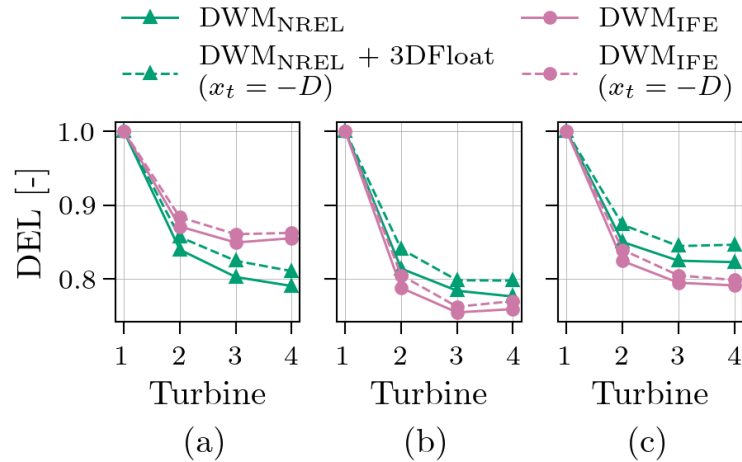 DWM_NREL
DWM_IFE
DWM_NREL + 3DFloat
(x_t = −D)
DWM_IFE
(x_t = −D)
DEL [-]
1.0
0.9
0.8
1 2 3 4
1 2 3 4
1 2 3 4
Turbine
Turbine
Turbine
(a)
(b)
(c)